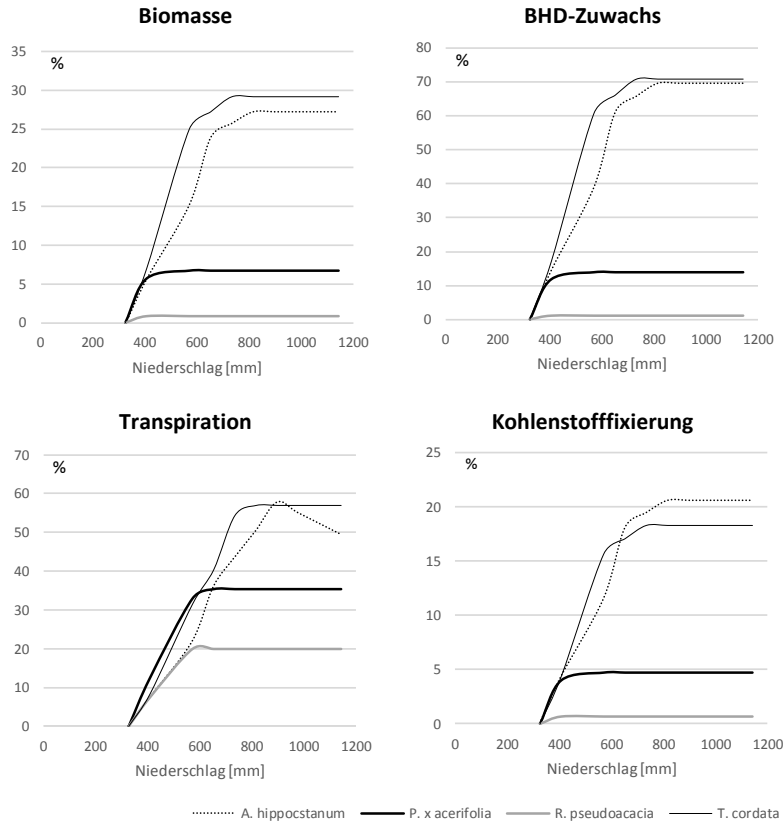 Biomasse
BHD-Zuwachs
35
30
25
20
15
10
5
0
%
0 200 400 600 800 1000 1200
Niederschlag [mm]
80
70
60
50
40
30
20
10
0
%
0 200 400 600 800 1000 1200
Niederschlag [mm]
Transpiration
Kohlenstofffixierung
70
60
50
40
30
20
10
0
%
0 200 400 600 800 1000 1200
Niederschlag [mm]
25
20
15
10
5
0
%
0 200 400 600 800 1000 1200
Niederschlag [mm]
A. hippocstanum P. x acerifolia R. pseudoacacia T. cordata